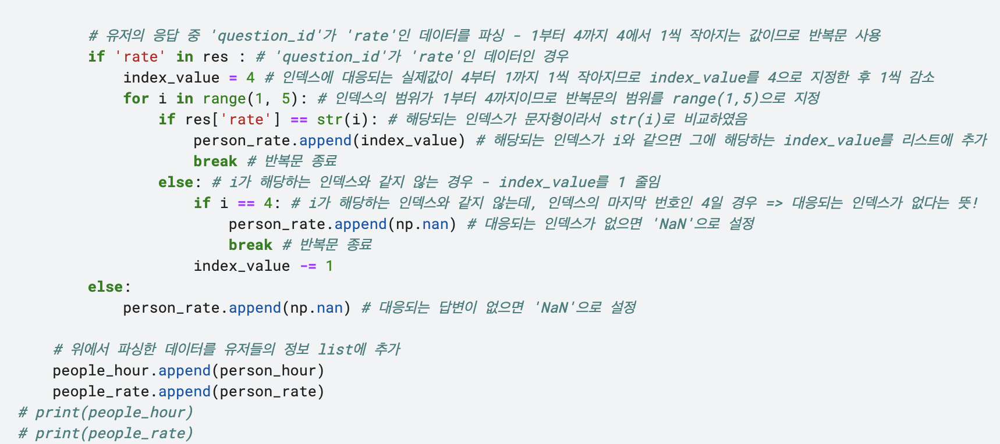 # 유저의 응답 중 'question_id'가 'rate'인 데이터를 파싱 - 1부터 4까지 4에서 1씩 작아지는 값이므로 반복문 사용
if 'rate' in res : # 'question_id'가 'rate'인 데이터인 경우
index_value = 4 # 인덱스에 대응되는 실제값이 4부터 1까지 1씩 작아지므로 index_value를 4으로 지정한 후 1씩 감소
for i in range(1, 5): # 인덱스의 범위가 1부터 4까지이므로 반복문의 범위를 range(1,5)으로 지정
if res['rate'] == str(i): # 해당되는 인덱스가 문자형이라서 str(i)로 비교하였음
person_rate.append(index_value) # 해당되는 인덱스가 i와 같으면 그에 해당하는 index_value를 리스트에 추가
break # 반복문 종료
else: # i가 해당하는 인덱스와 같지 않는 경우 - index_value를 1 줄임
if i == 4: # i가 해당하는 인덱스와 같지 않는데, 인덱스의 마지막 번호인 4일 경우 => 대응되는 인덱스가 없다는 뜻!
person_rate.append(np.nan) # 대응되는 인덱스가 없으면 'NaN'으로 설정
break # 반복문 종료
index_value -= 1
else:
person_rate.append(np.nan) # 대응되는 답변이 없으면 'NaN'으로 설정
# 위에서 파싱한 데이터를 유저들의 정보 list에 추가
people_hour.append(person_hour)
people_rate.append(person_rate)
# print(people_hour)
# print(people_rate)